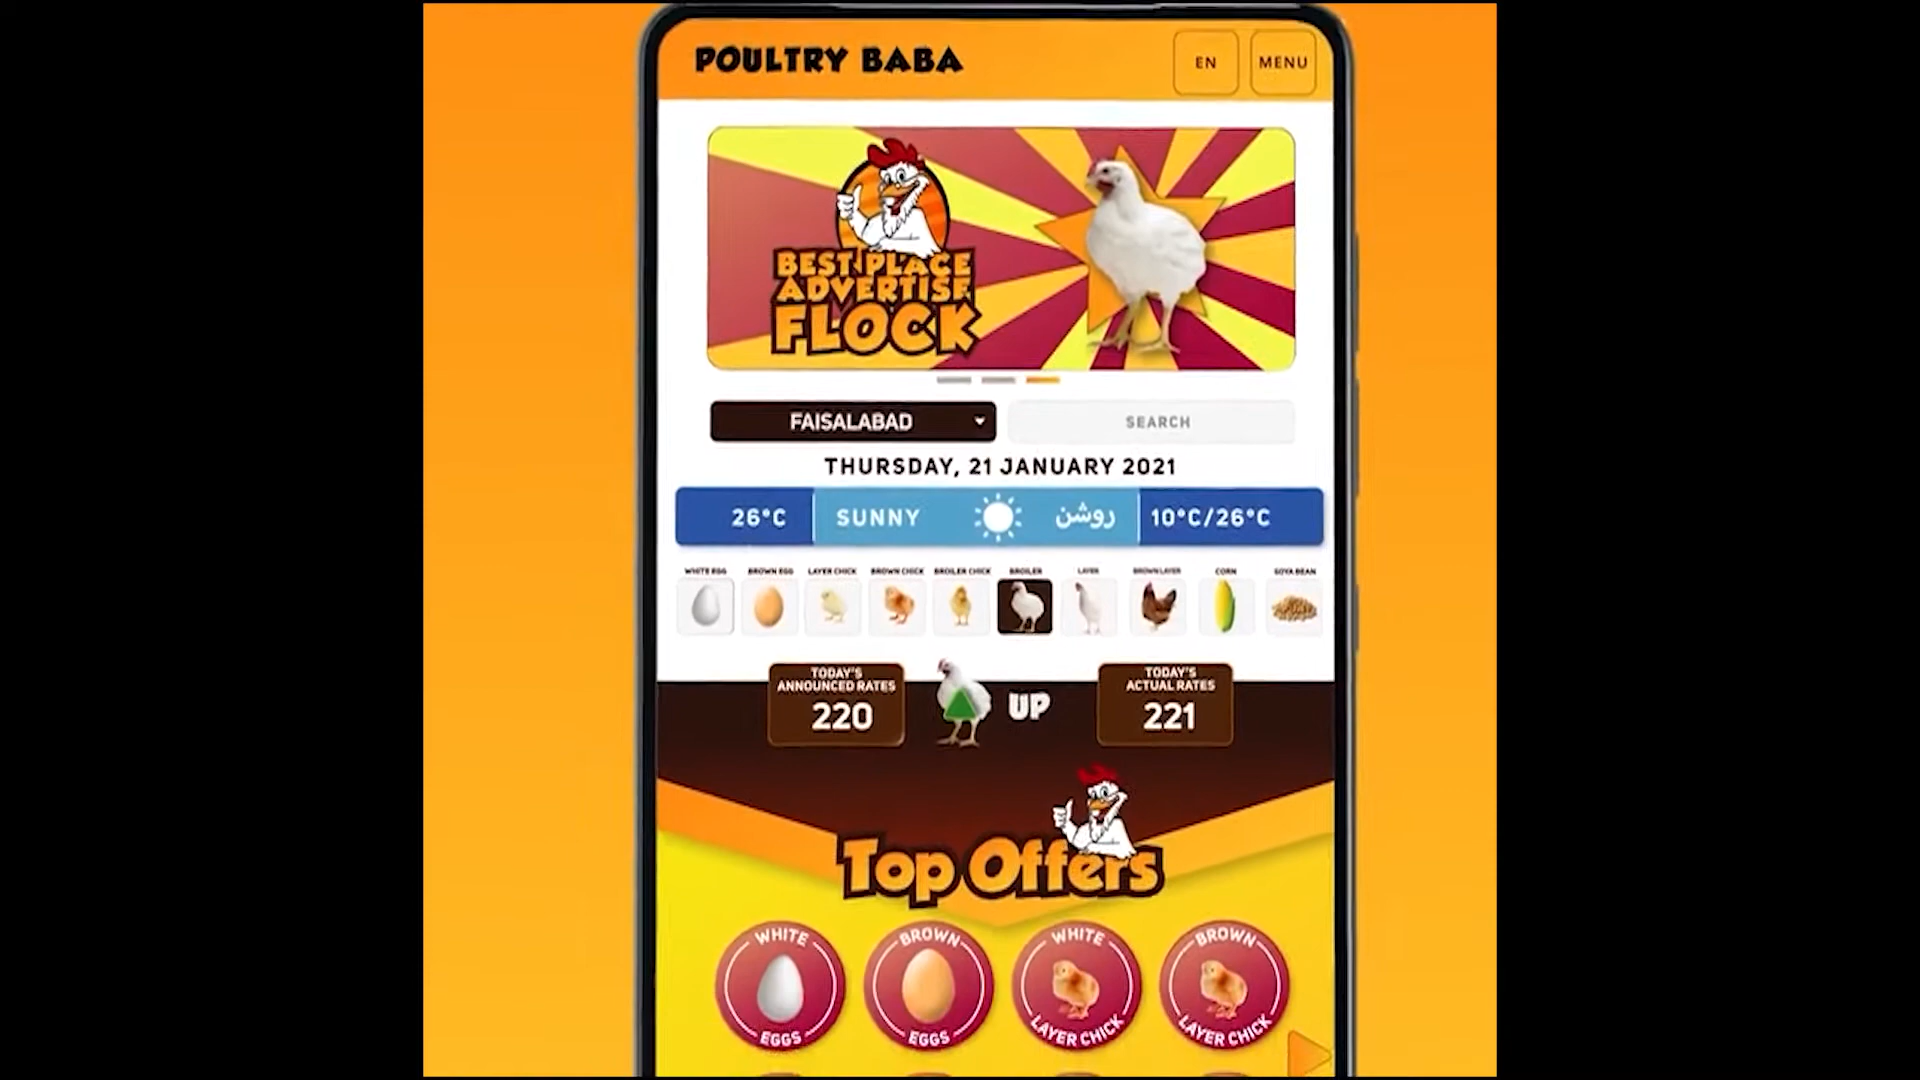 POULTRY BABA
EN
MENU
BEST PLACE
ADVERTISE
FLOCK
FAISALABAD
SEARCH
THURSDAY, 21 JANUARY 2021
26°C SUNNY روشن 10°C/26°C
WHITE EGG BROWN EGG LAYER CHICK BROWN CHICK BROILER CHICK BROILER LAYER BROWN LAYER CORN SOYA BEAN
TODAY'S
ANNOUNCED RATES
220
UP
TODAY'S
ACTUAL RATES
221
Top Offers
WHITE
EGGS
BROWN
EGGS
WHITE
LAYER CHICK
BROWN
LAYER CHICK